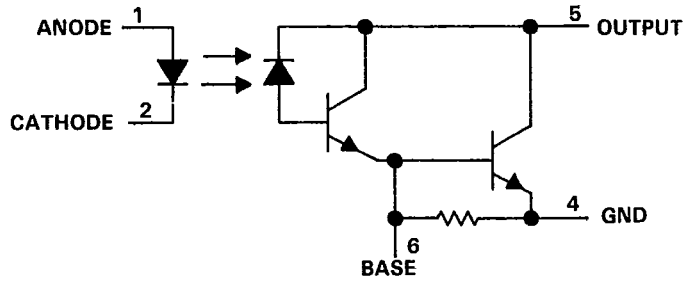 ANODE 1
5 OUTPUT
CATHODE 2
4 GND
6
BASE